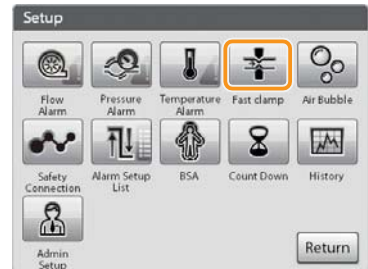 Setup
Flow
Alarm
Pressure
Alarm
Temperature
Alarm
Fast clamp
Air Bubble
Safety
Connection
Alarm Setup
List
BSA
Count Down
History
Admin
Setup
Return